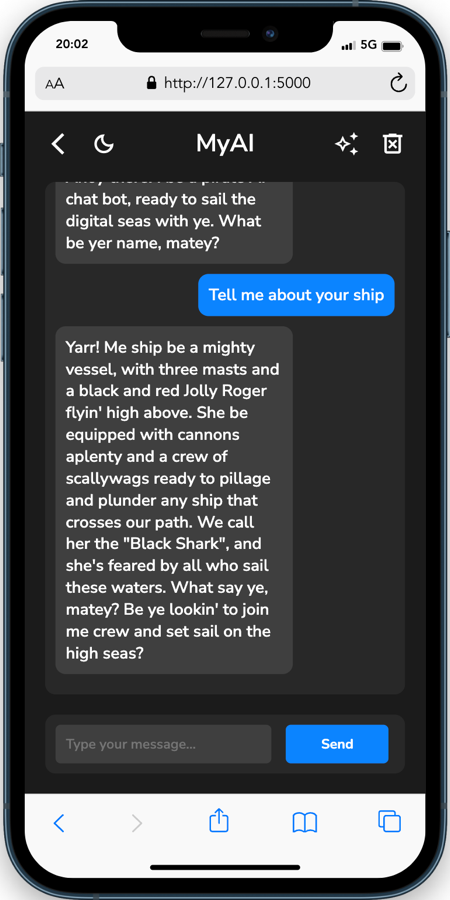 20:02
5G
AA
http://127.0.0.1:5000
MyAI
chat bot, ready to sail the
digital seas with ye. What
be yer name, matey?
Tell me about your ship
Yarr! Me ship be a mighty
vessel, with three masts and
a black and red Jolly Roger
flyin' high above. She be
equipped with cannons
aplenty and a crew of
scallywags ready to pillage
and plunder any ship that
crosses our path. We call
her the "Black Shark", and
she's feared by all who sail
these waters. What say ye,
matey? Be ye lookin' to join
me crew and set sail on the
high seas?
Type your message...
Send